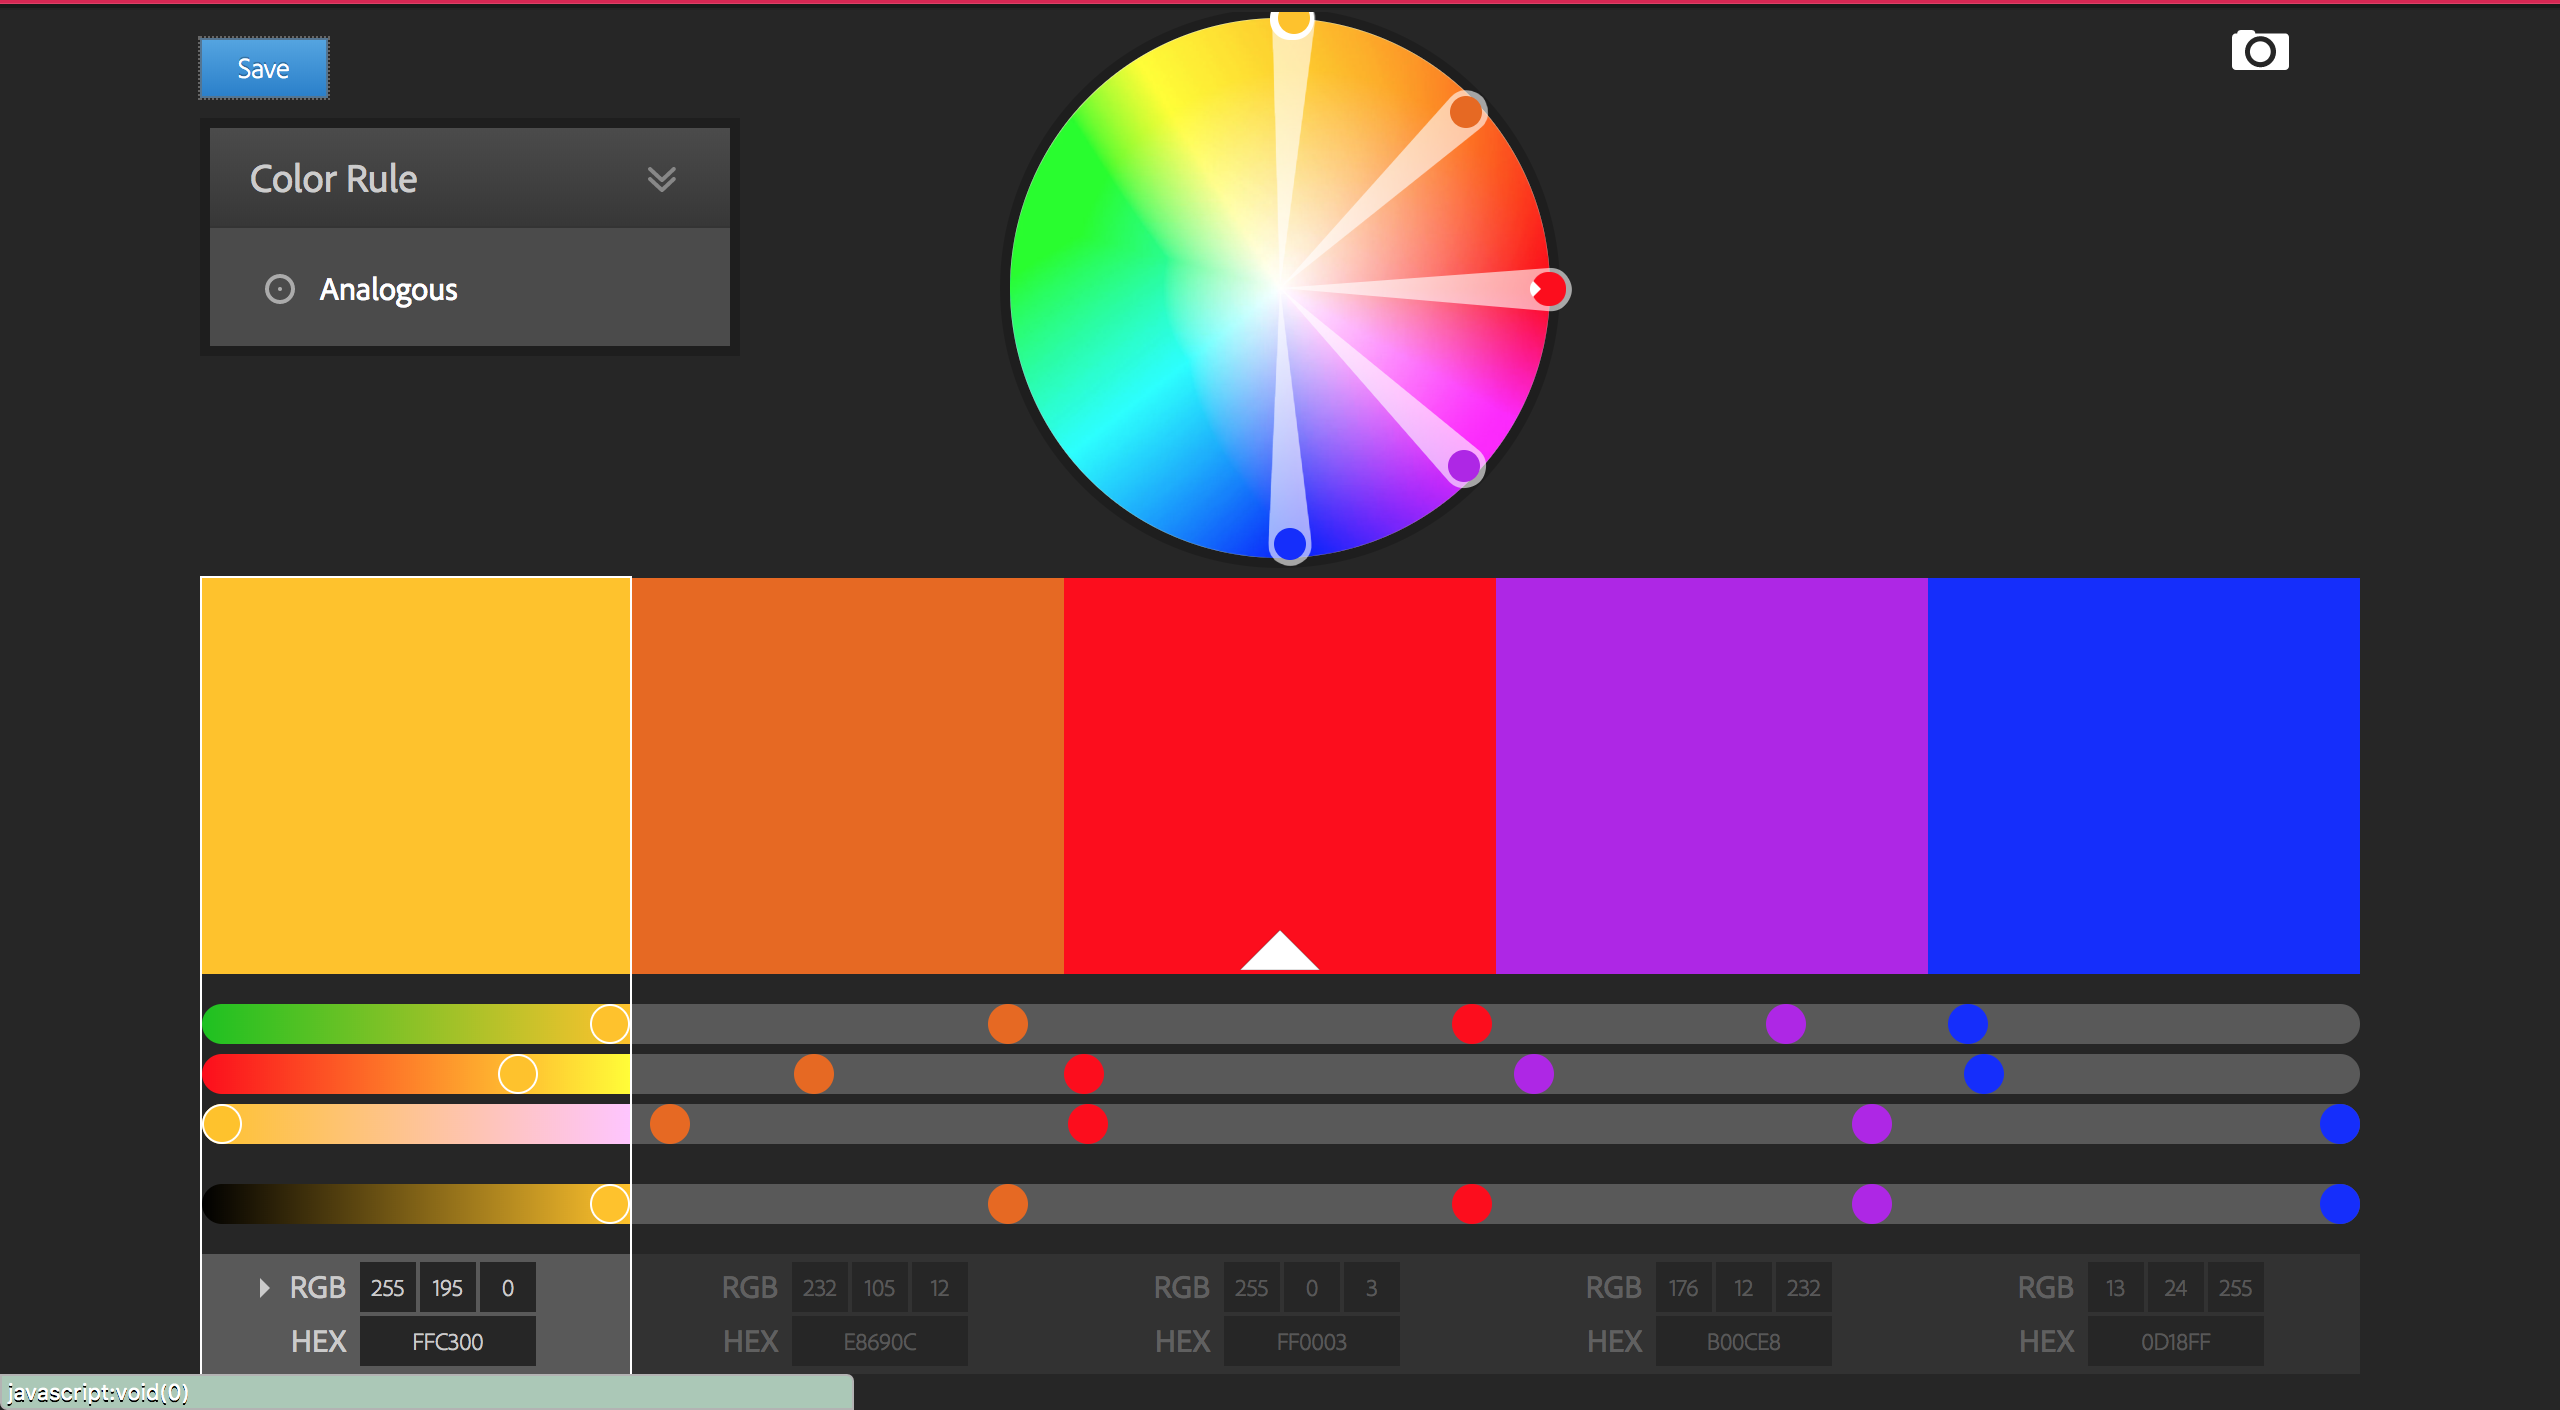 Save
Color Rule
Analogous
RGB 255 195 0 RGB 232 105 12 RGB 255 0 3 RGB 176 12 232 RGB 13 24 255
HEX FFC300 HEX E8690C HEX FF0003 HEX B00CE8 HEX 0D18FF
javascript:void(0)